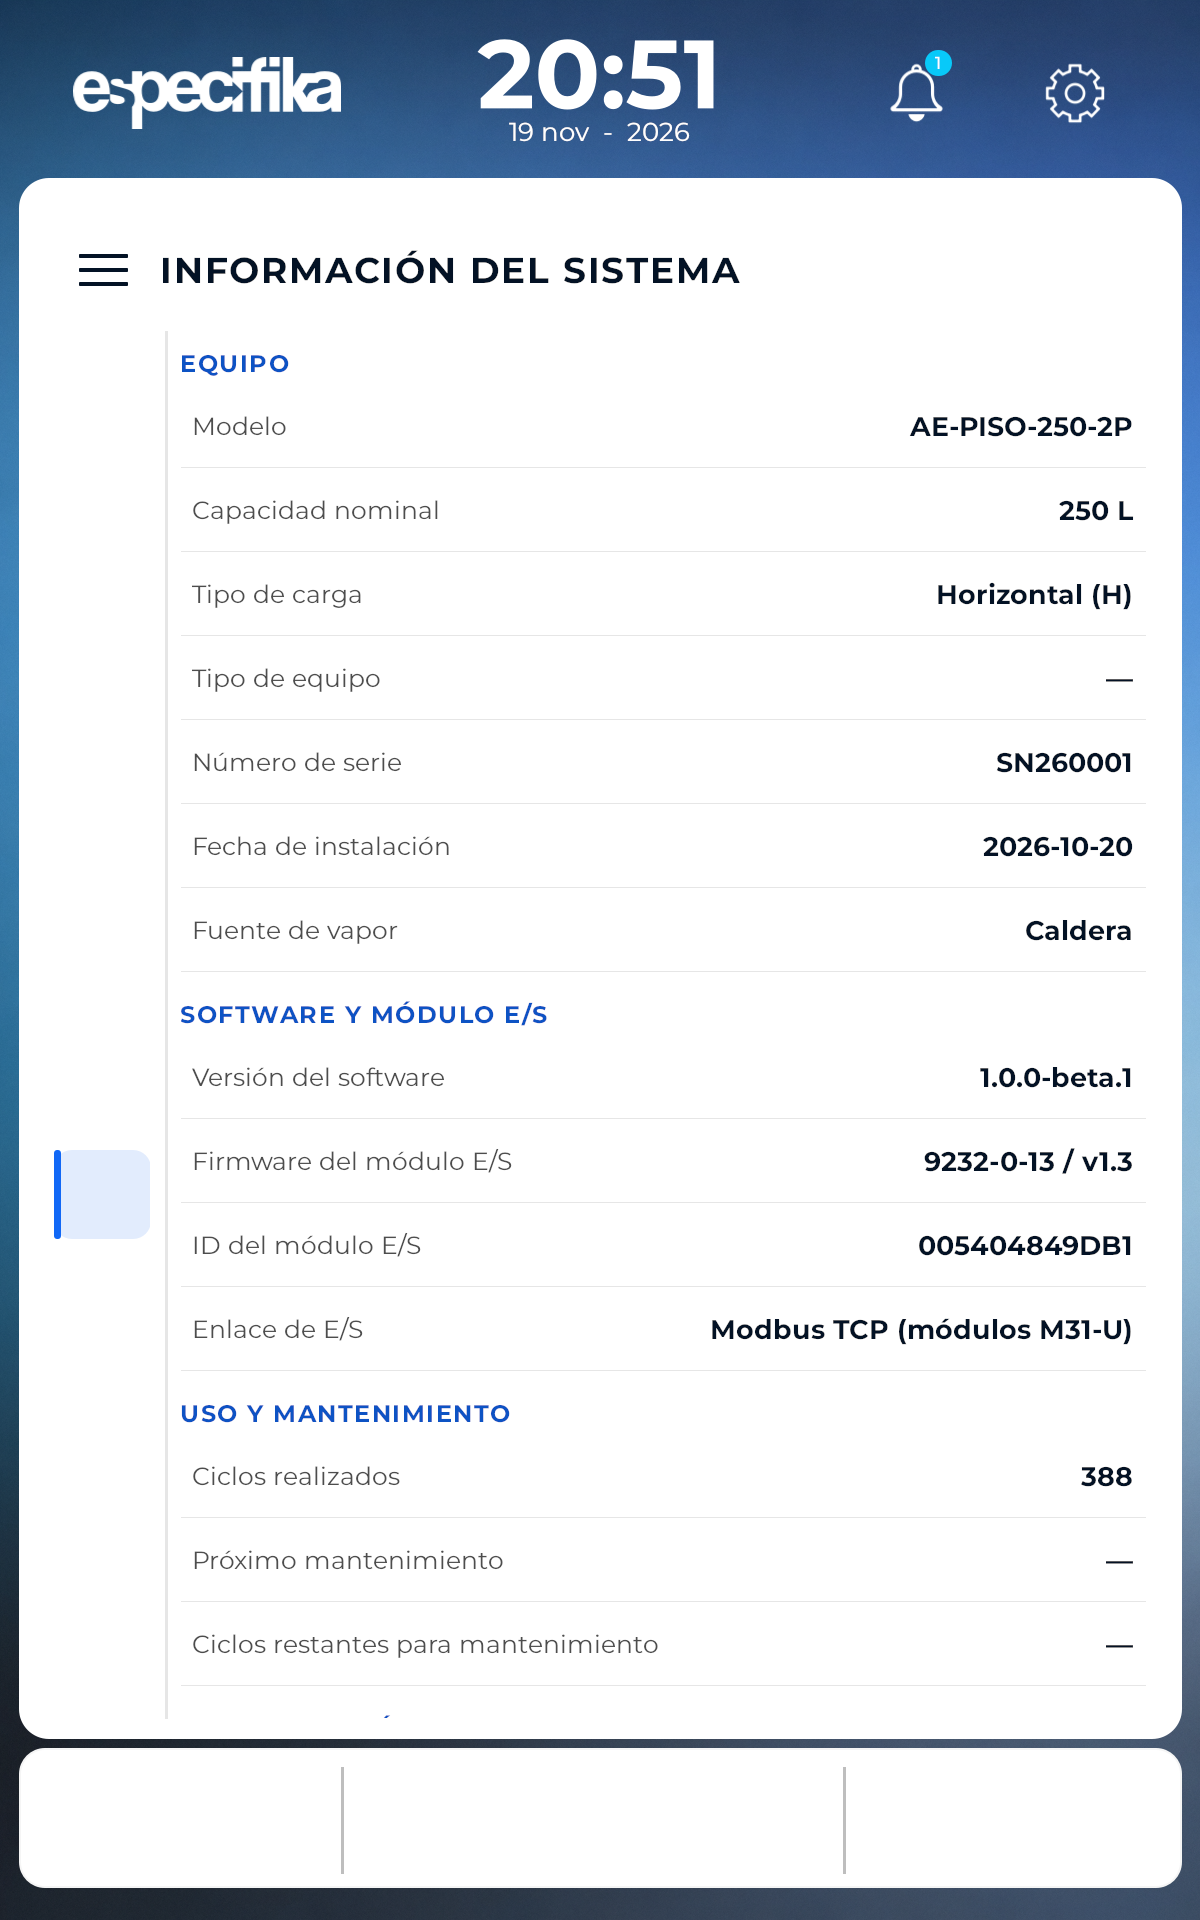 especifika
20:51
19 nov - 2026
1
INFORMACIÓN DEL SISTEMA
EQUIPO
Modelo AE-PISO-250-2P
Capacidad nominal 250 L
Tipo de carga Horizontal (H)
Tipo de equipo —
Número de serie SN260001
Fecha de instalación 2026-10-20
Fuente de vapor Caldera
SOFTWARE Y MÓDULO E/S
Versión del software 1.0.0-beta.1
Firmware del módulo E/S 9232-0-13 / v1.3
ID del módulo E/S 005404849DB1
Enlace de E/S Modbus TCP (módulos M31-U)
USO Y MANTENIMIENTO
Ciclos realizados 388
Próximo mantenimiento —
Ciclos restantes para mantenimiento —